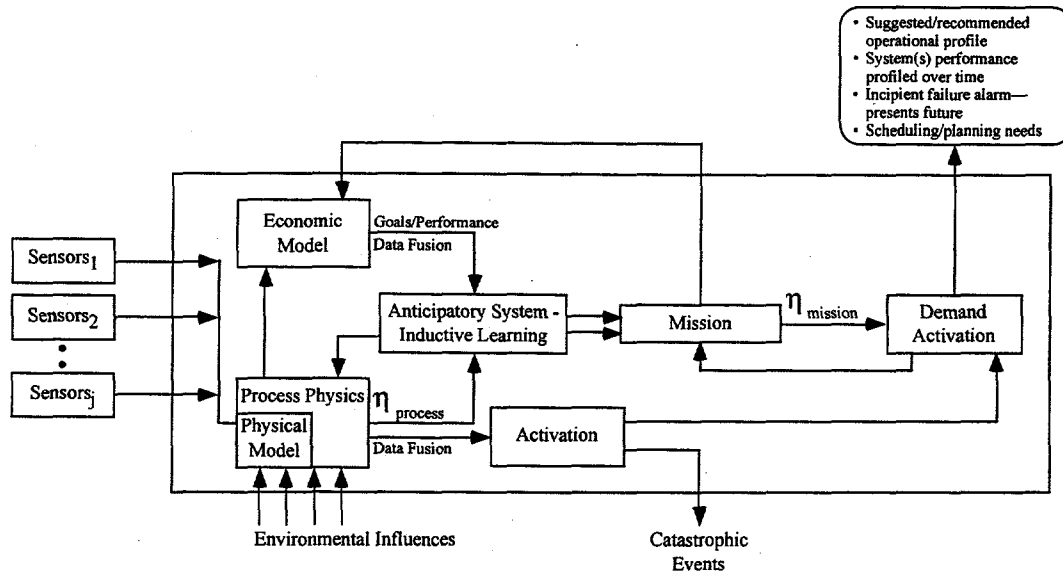 • Suggested/recommended
operational profile
• System(s) performance
profiled over time
• Incipient failure alarm—
presents future
• Scheduling/planning needs
Economic
Model
Goals/Performance
Data Fusion
Sensors1
Sensors2
Sensorsj
Anticipatory System -
Inductive Learning
Mission
η mission
Demand
Activation
Process Physics
Physical
Model
η process
Data Fusion
Activation
Environmental Influences
Catastrophic
Events